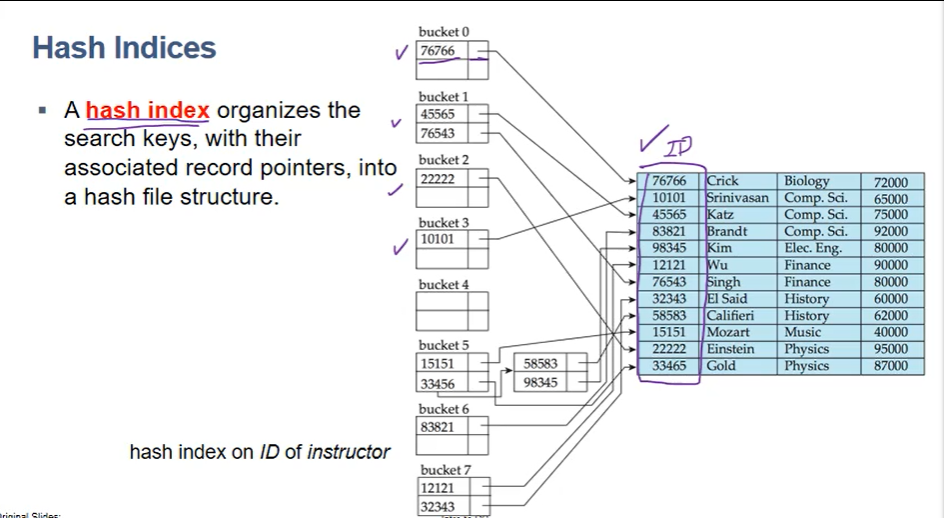 Hash Indices
▪ A hash index organizes the
search keys, with their
associated record pointers, into
a hash file structure.
hash index on ID of instructor
bucket 0
76766
bucket 1
45565
76543
bucket 2
22222
bucket 3
10101
bucket 4
bucket 5
15151
33456
58583
98345
bucket 6
83821
bucket 7
12121
32343
ID
76766 Crick Biology 72000
10101 Srinivasan Comp. Sci. 65000
45565 Katz Comp. Sci. 75000
83821 Brandt Comp. Sci. 92000
98345 Kim Elec. Eng. 80000
12121 Wu Finance 90000
76543 Singh Finance 80000
32343 El Said History 60000
58583 Califieri History 62000
15151 Mozart Music 40000
22222 Einstein Physics 95000
33465 Gold Physics 87000
Slides: